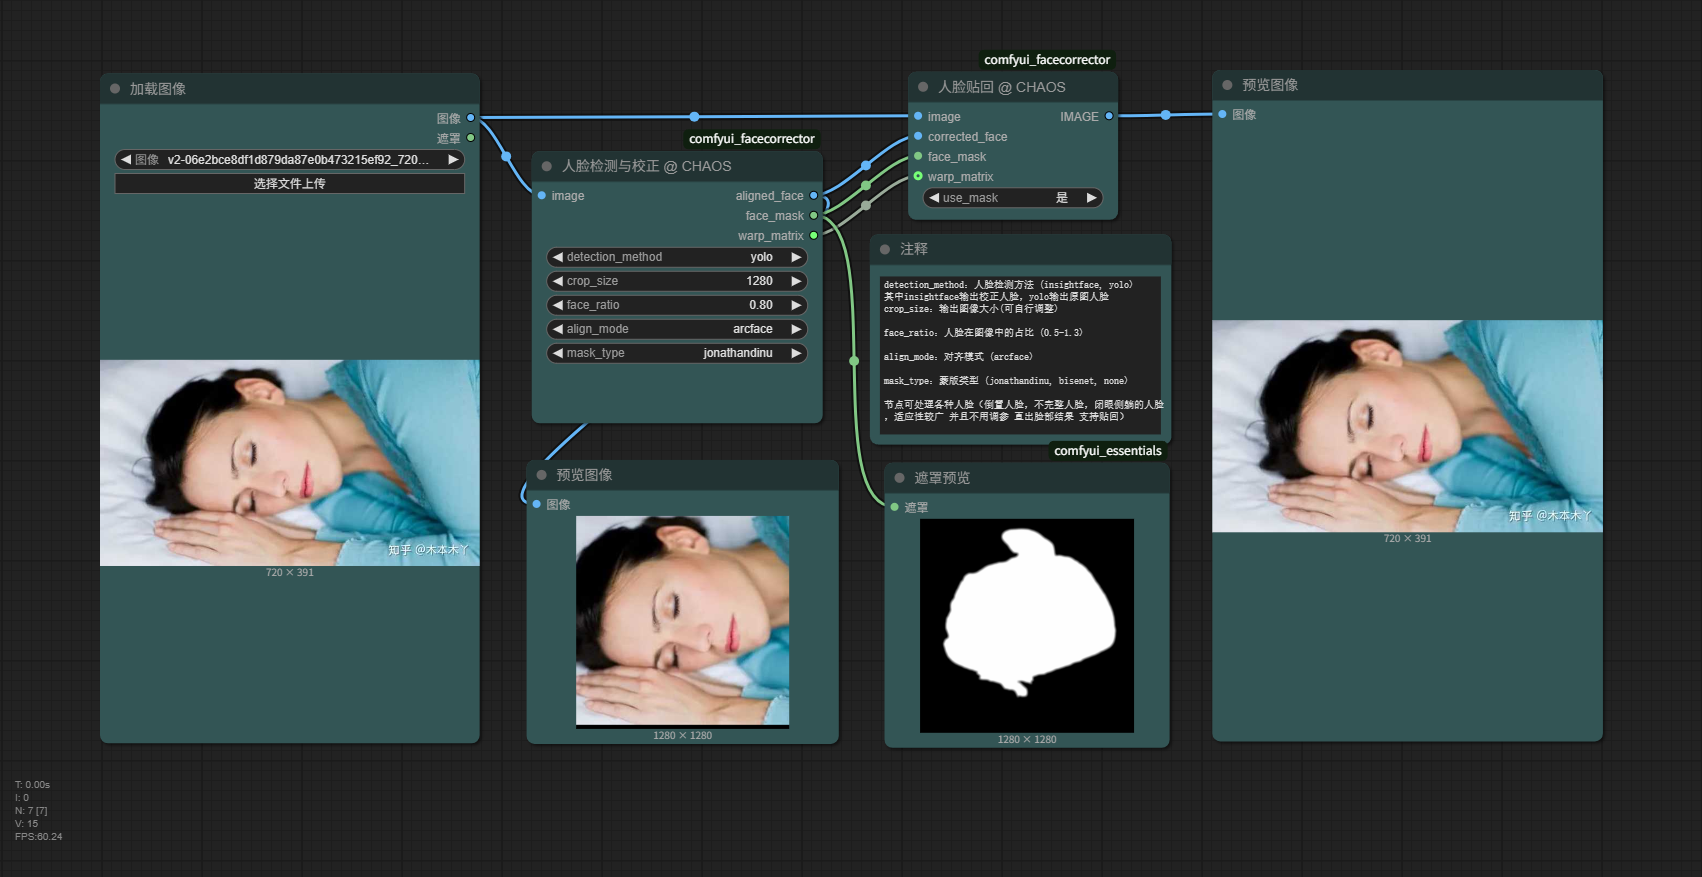 加载图像
图像
遮罩
图像 v2-06e2bce8df1d879da87e0b473215ef92_720...
选择文件上传
知乎 @木本木丫
720 × 391
comfyui_facecorrector
人脸检测与校正 @ CHAOS
image
aligned_face
face_mask
warp_matrix
detection_method yolo
crop_size 1280
face_ratio 0.80
align_mode arcface
mask_type jonathandinu
预览图像
图像
1280 × 1280
comfyui_facecorrector
人脸贴回 @ CHAOS
image IMAGE
corrected_face
face_mask
warp_matrix
use_mask 是
注释
detection_method: 人脸检测方法 (insightface, yolo)
其中insightface输出校正人脸, yolo输出原图人脸
crop_size: 输出图像大小(可自行调整)
face_ratio: 人脸在图像中的占比 (0.5-1.3)
align_mode: 对齐模式 (arcface)
mask_type: 蒙版类型 (jonathandinu, bisenet, none)
节点可处理各种人脸 (倒置人脸, 不完整人脸, 闭眼侧躺的人脸
, 适应性较广 并且不用调参 直出脸部结果 支持贴回)
comfyui_essentials
遮罩预览
遮罩
1280 × 1280
预览图像
图像
知乎 @木本木丫
720 × 391
T: 0.00s
I: 0
N: 7 [7]
V: 15
FPS:60.24